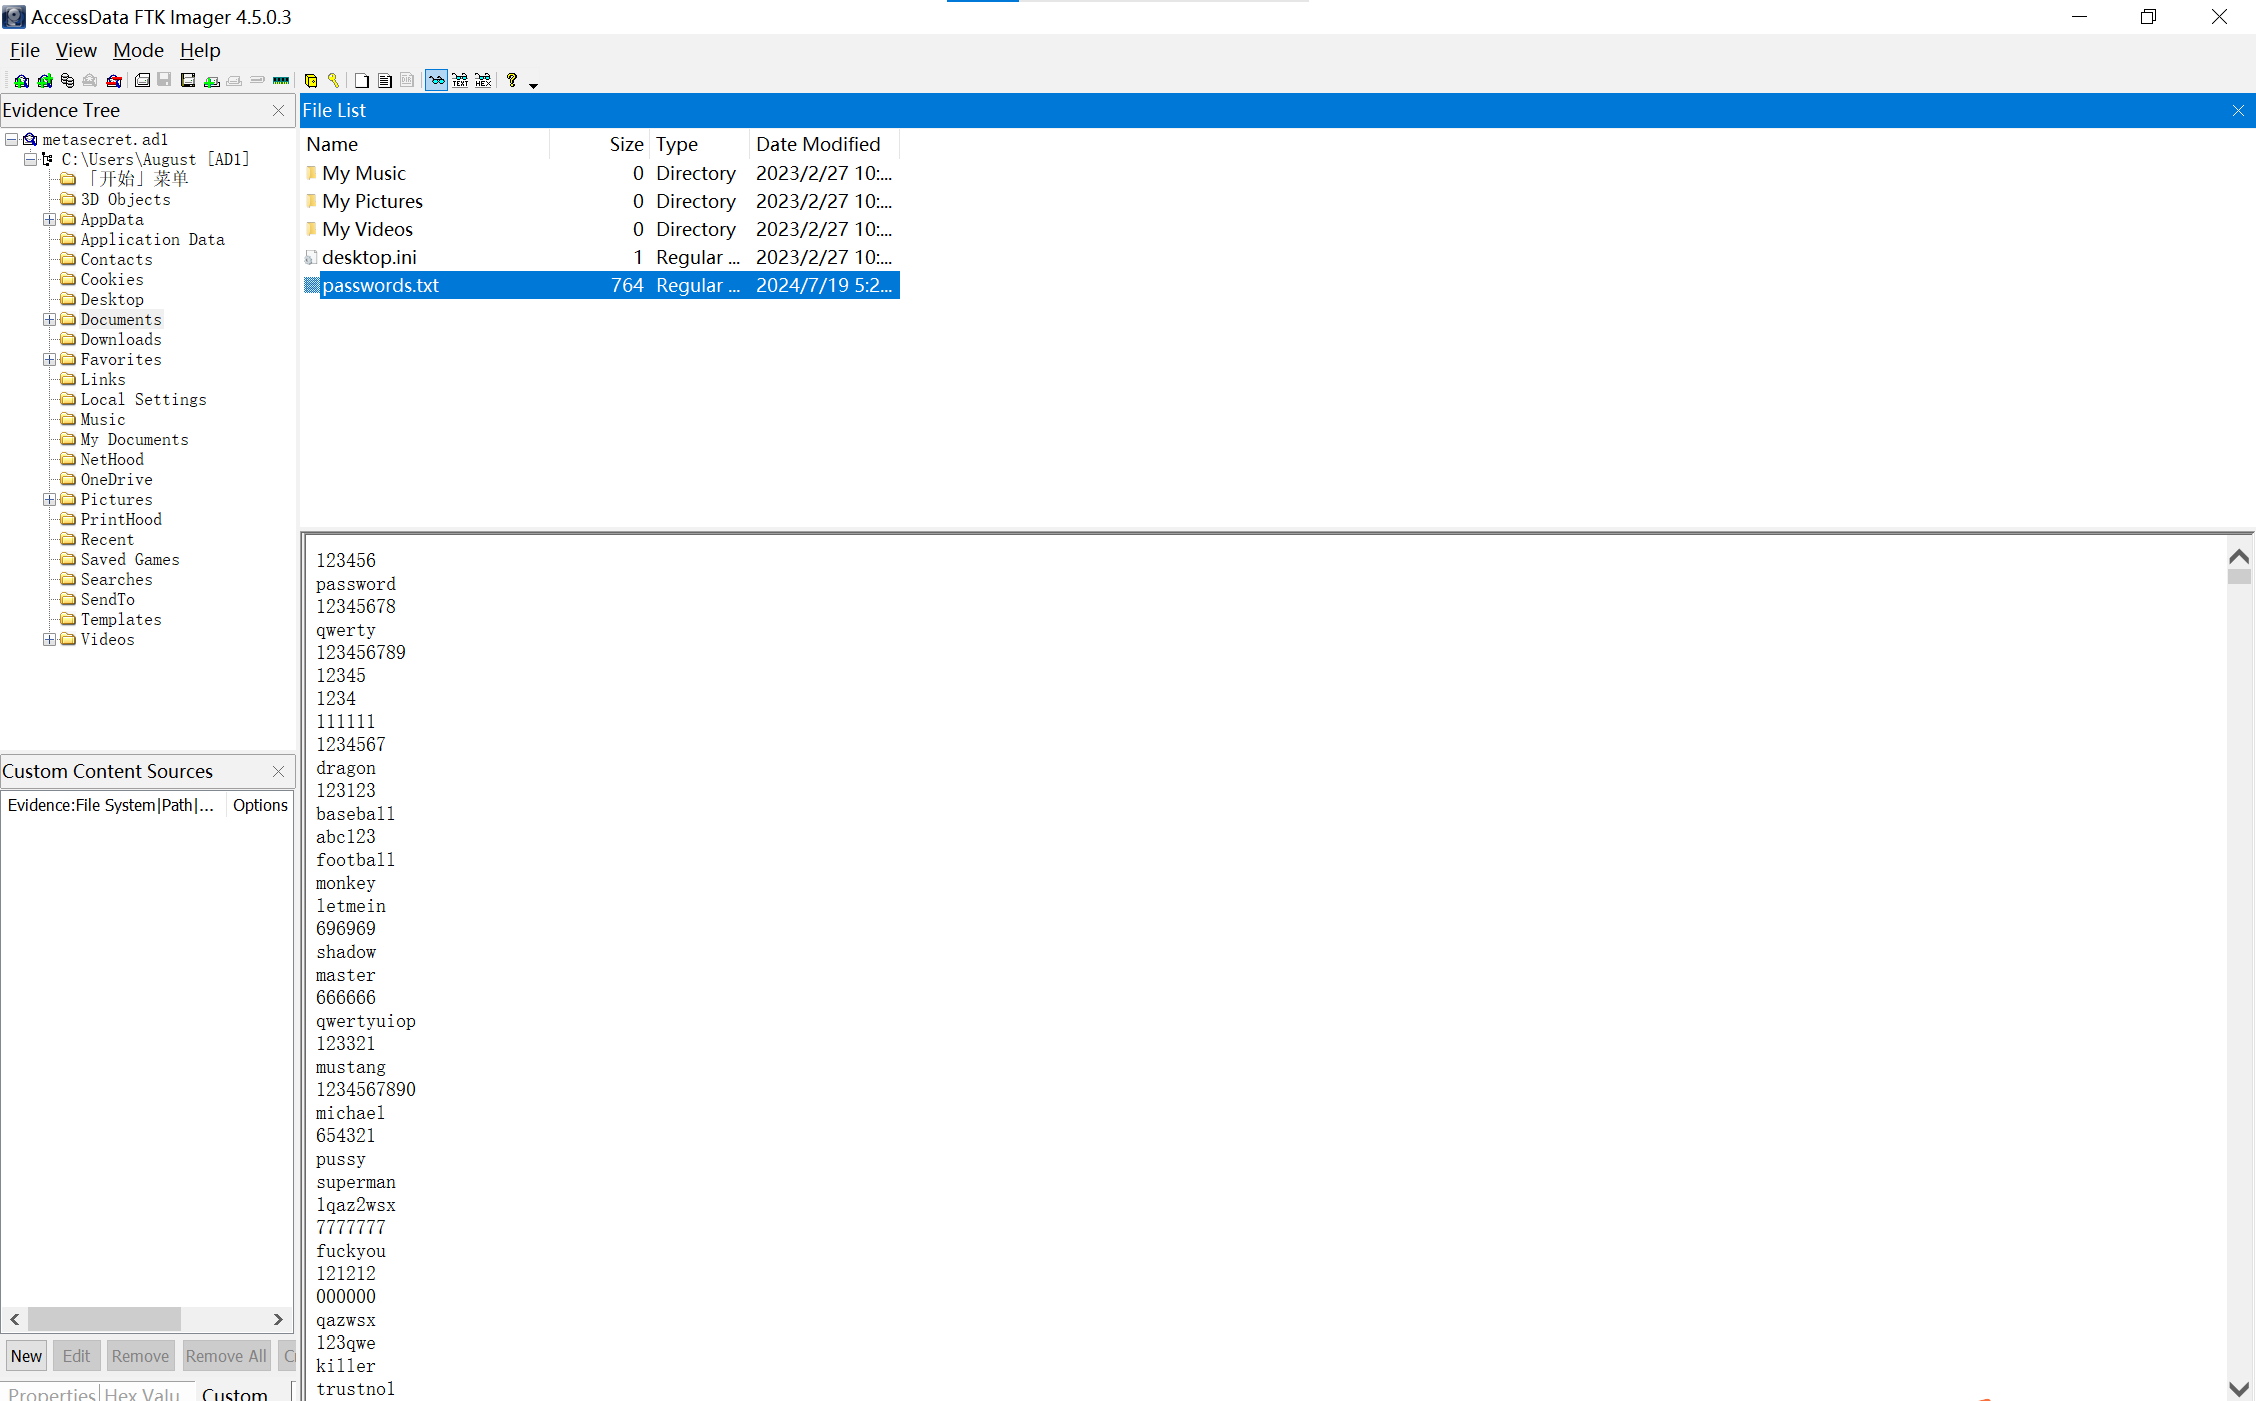 AccessData FTK Imager 4.5.0.3
File View Mode Help
Evidence Tree
metasecret.ad1
C:\Users\August [AD1]
「开始」菜单
3D Objects
AppData
Application Data
Contacts
Cookies
Desktop
Documents
Downloads
Favorites
Links
Local Settings
Music
My Documents
NetHood
OneDrive
Pictures
PrintHood
Recent
Saved Games
Searches
SendTo
Templates
Videos
Custom Content Sources
Evidence:File System|Path|... Options
New Edit Remove Remove All
Properties Hex Valu Custom
File List
Name Size Type Date Modified
My Music 0 Directory 2023/2/27 10:...
My Pictures 0 Directory 2023/2/27 10:...
My Videos 0 Directory 2023/2/27 10:...
desktop.ini 1 Regular ... 2023/2/27 10:...
passwords.txt 764 Regular ... 2024/7/19 5:2...
123456
password
12345678
qwerty
123456789
12345
1234
111111
1234567
dragon
123123
baseball
abc123
football
monkey
letmein
696969
shadow
master
666666
qwertyuiop
123321
mustang
1234567890
michael
654321
pussy
superman
1qaz2wsx
7777777
fuckyou
121212
000000
qazwsx
123qwe
killer
trustno1